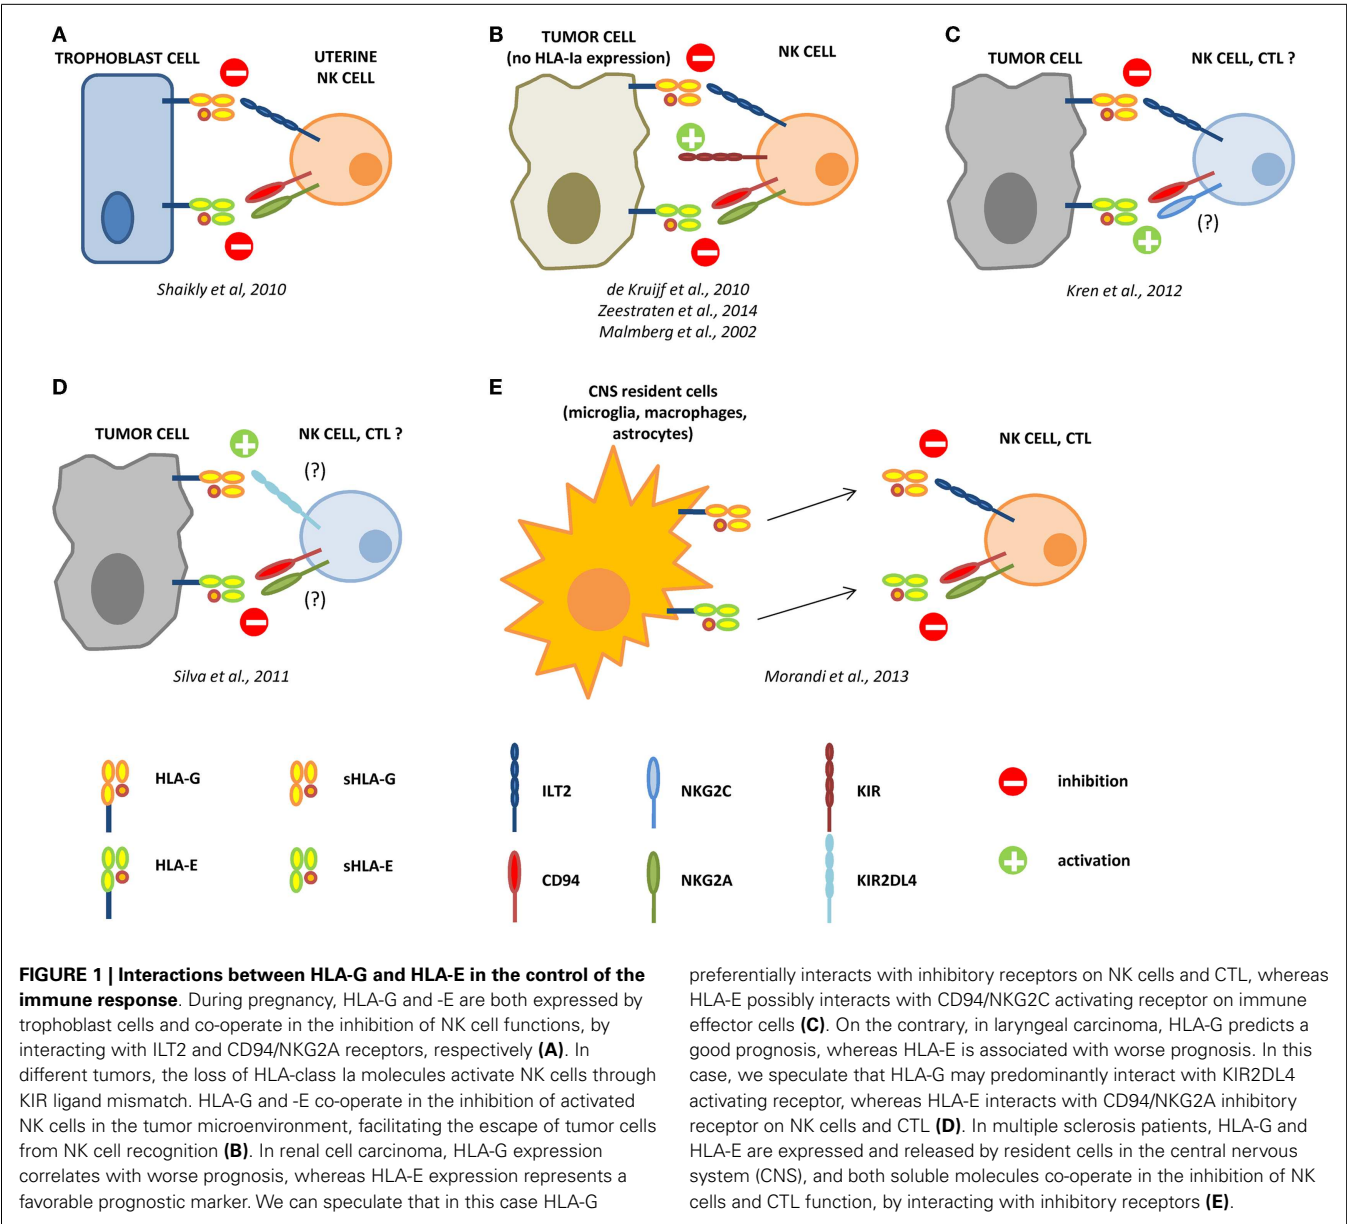 A
TROPHOBLAST CELL
UTERINE
NK CELL
Shaikly et al, 2010
B
TUMOR CELL
(no HLA-Ia expression)
NK CELL
de Kruijf et al., 2010
Zeestraten et al., 2014
Malmberg et al., 2002
C
TUMOR CELL
NK CELL, CTL ?
(?)
Kren et al., 2012
D
TUMOR CELL
NK CELL, CTL ?
(?)
(?)
Silva et al., 2011
E
CNS resident cells
(microglia, macrophages,
astrocytes)
NK CELL, CTL
Morandi et al., 2013
HLA-G
sHLA-G
ILT2
NKG2C
KIR
inhibition
HLA-E
sHLA-E
CD94
NKG2A
KIR2DL4
activation
FIGURE 1 | Interactions between HLA-G and HLA-E in the control of the
immune response. During pregnancy, HLA-G and -E are both expressed by
trophoblast cells and co-operate in the inhibition of NK cell functions, by
interacting with ILT2 and CD94/NKG2A receptors, respectively (A). In
different tumors, the loss of HLA-class Ia molecules activate NK cells through
KIR ligand mismatch. HLA-G and -E co-operate in the inhibition of activated
NK cells in the tumor microenvironment, facilitating the escape of tumor cells
from NK cell recognition (B). In renal cell carcinoma, HLA-G expression
correlates with worse prognosis, whereas HLA-E expression represents a
favorable prognostic marker. We can speculate that in this case HLA-G
preferentially interacts with inhibitory receptors on NK cells and CTL, whereas
HLA-E possibly interacts with CD94/NKG2C activating receptor on immune
effector cells (C). On the contrary, in laryngeal carcinoma, HLA-G predicts a
good prognosis, whereas HLA-E is associated with worse prognosis. In this
case, we speculate that HLA-G may predominantly interact with KIR2DL4
activating receptor, whereas HLA-E interacts with CD94/NKG2A inhibitory
receptor on NK cells and CTL (D). In multiple sclerosis patients, HLA-G and
HLA-E are expressed and released by resident cells in the central nervous
system (CNS), and both soluble molecules co-operate in the inhibition of NK
cells and CTL function, by interacting with inhibitory receptors (E).